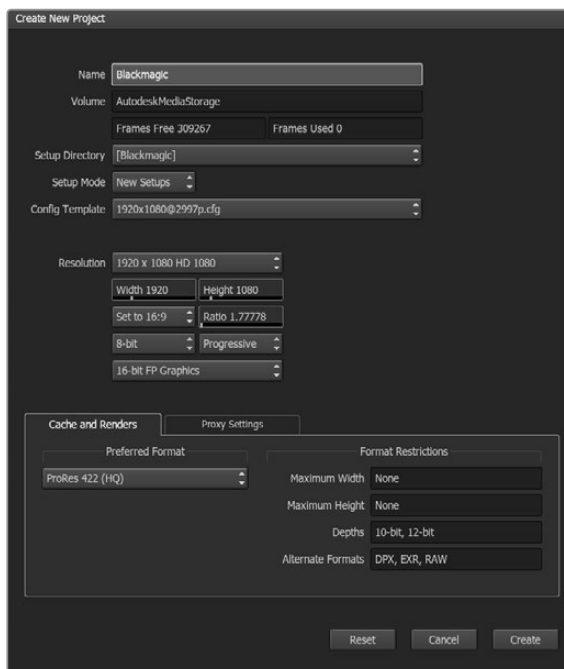 Create New Project
Name Blackmagic
Volume AutodeskMediaStorage
Frames Free 309267 Frames Used 0
Setup Directory [Blackmagic]
Setup Mode New Setups
Config Template 1920x1080@2997p.cfg
Resolution 1920 x 1080 HD 1080
Width 1920 Height 1080
Set to 16:9 Ratio 1.77778
8-bit Progressive
16-bit FP Graphics
Cache and Renders Proxy Settings
Preferred Format Format Restrictions
ProRes 422 (HQ) Maximum Width None
Maximum Height None
Depths 10-bit, 12-bit
Alternate Formats DPX, EXR, RAW
Reset Cancel Create